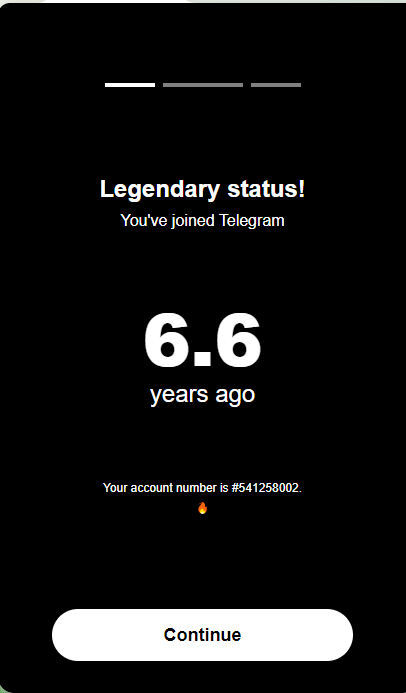 Legendary status!
You've joined Telegram
6.6
years ago
Your account number is #541258002.
🔥
Continue